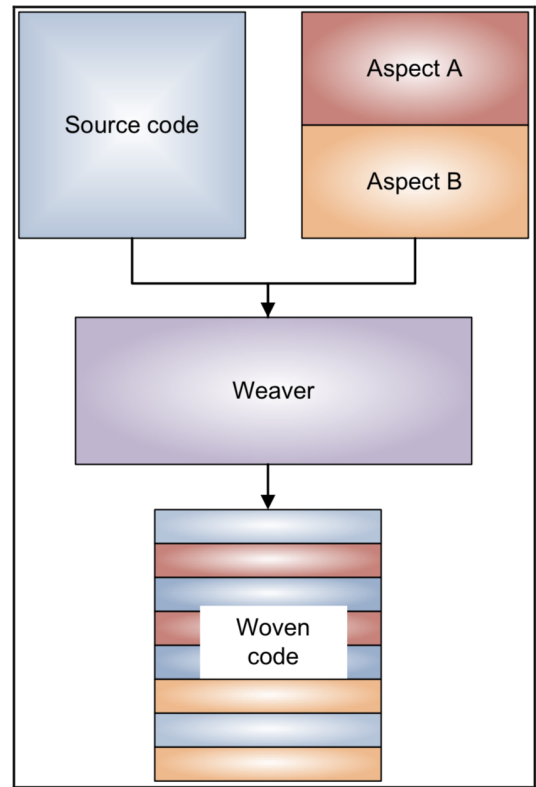 Source code
Aspect A
Aspect B
Weaver
Woven
code